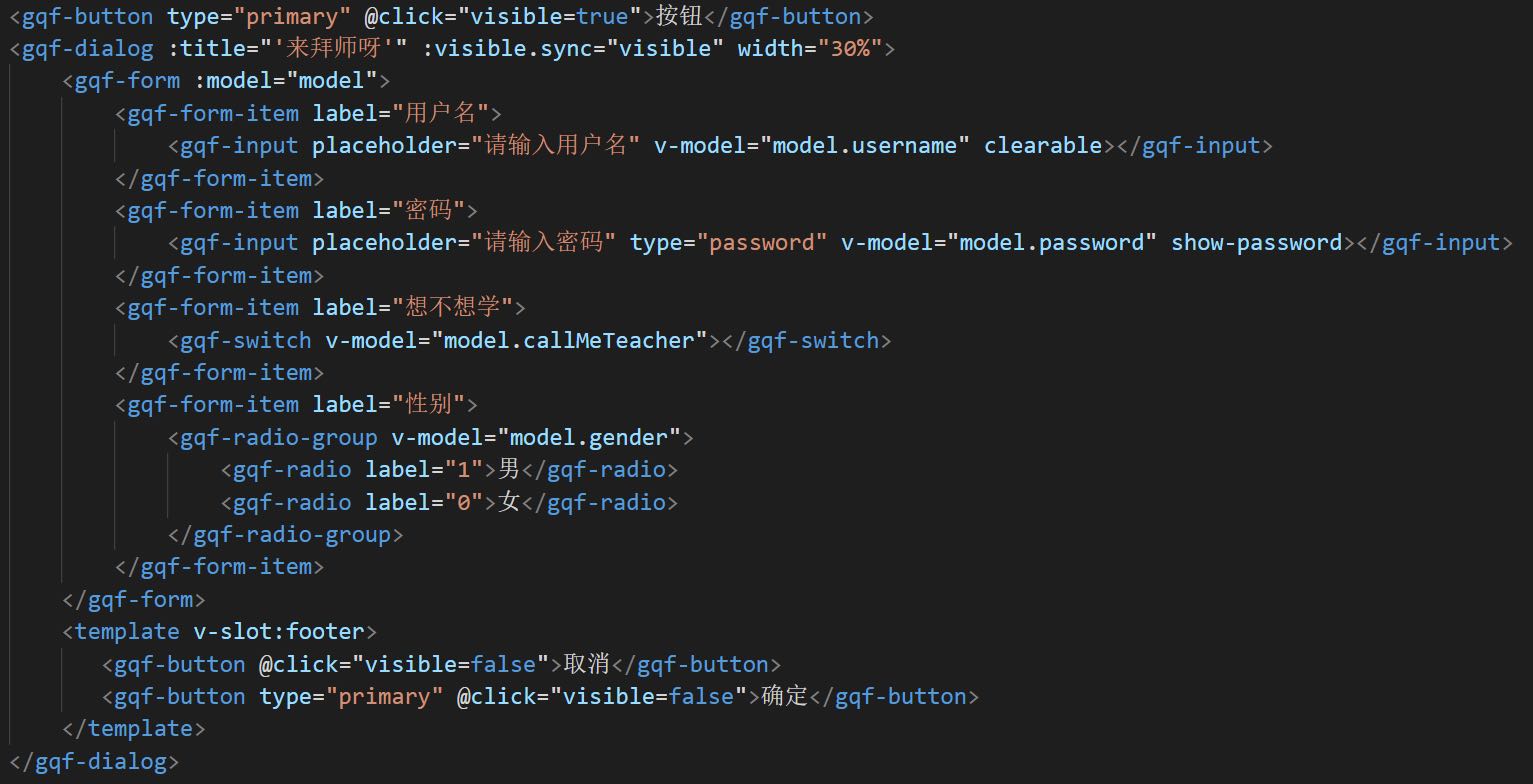 <gqf-button type="primary" @click="visible=true">按钮</gqf-button>
<gqf-dialog :title="'来拜师呀'" :visible.sync="visible" width="30%">
<gqf-form :model="model">
<gqf-form-item label="用户名">
<gqf-input placeholder="请输入用户名" v-model="model.username" clearable></gqf-input>
</gqf-form-item>
<gqf-form-item label="密码">
<gqf-input placeholder="请输入密码" type="password" v-model="model.password" show-password></gqf-input>
</gqf-form-item>
<gqf-form-item label="想不想学">
<gqf-switch v-model="model.callMeTeacher"></gqf-switch>
</gqf-form-item>
<gqf-form-item label="性别">
<gqf-radio-group v-model="model.gender">
<gqf-radio label="1">男</gqf-radio>
<gqf-radio label="0">女</gqf-radio>
</gqf-radio-group>
</gqf-form-item>
</gqf-form>
<template v-slot:footer>
<gqf-button @click="visible=false">取消</gqf-button>
<gqf-button type="primary" @click="visible=false">确定</gqf-button>
</template>
</gqf-dialog>